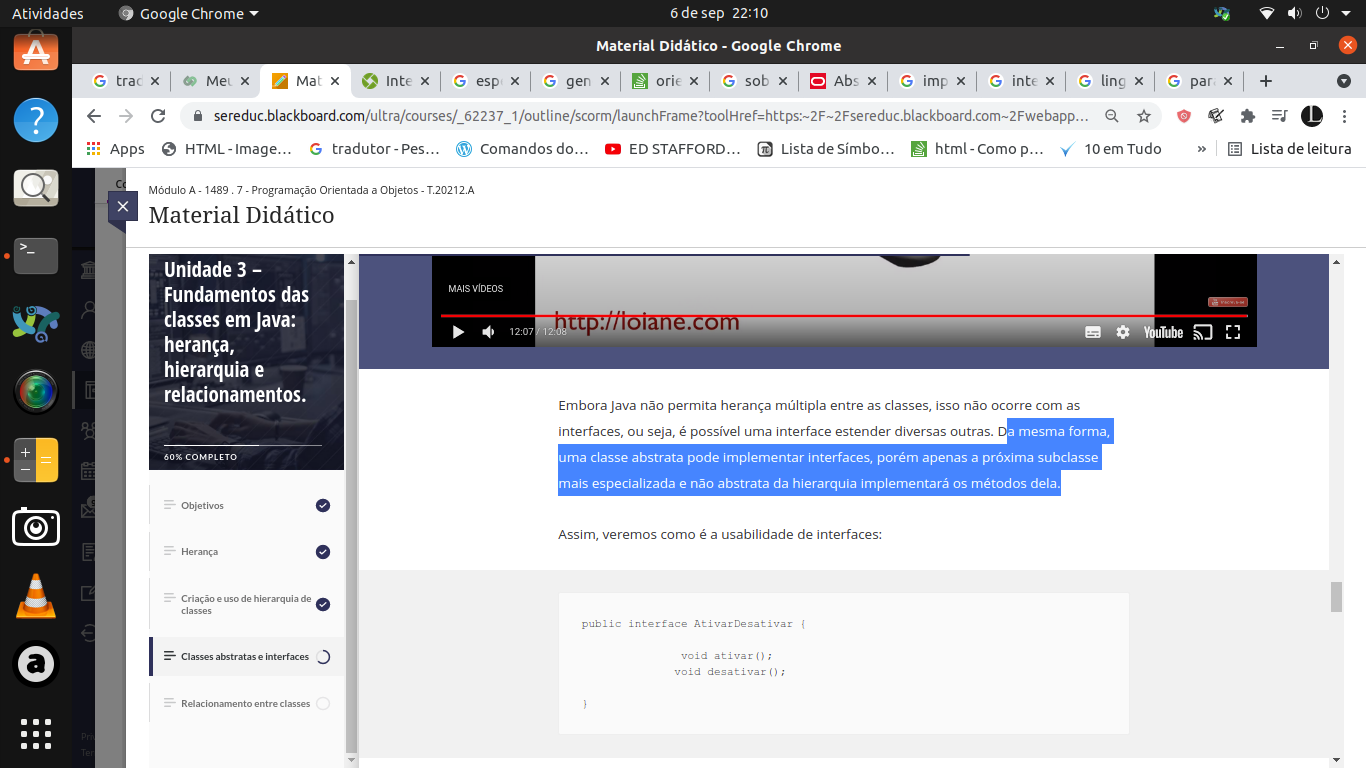 Atividades
Google Chrome
6 de sep 22:10
Material Didático - Google Chrome
trad
Meu
Mat
Inte
espe
gen
orie
sob
Abs
imp
inte
ling
para
sereduc.blackboard.com/ultra/courses/_62237_1/outline/scorm/launchFrame?toolHref=https:~2F~2Fsereduc.blackboard.com~2Fwebapp...
Apps
HTML - Image...
tradutor - Pes...
Comandos do...
ED STAFFORD...
Lista de Símbo...
html - Como p...
10 em Tudo
»
Lista de leitura
Módulo A - 1489 . 7 - Programação Orientada a Objetos - T.20212.A
Material Didático
Unidade 3 –
Fundamentos das
classes em Java:
herança,
hierarquia e
relacionamentos.
60% COMPLETO
Objetivos
Herança
Criação e uso de hierarquia de
classes
Classes abstratas e interfaces
Relacionamento entre classes
MAIS VÍDEOS
http://loiane.com
12:07 / 12:08
YouTube
Embora Java não permita herança múltipla entre as classes, isso não ocorre com as
interfaces, ou seja, é possível uma interface estender diversas outras. Da mesma forma,
uma classe abstrata pode implementar interfaces, porém apenas a próxima subclasse
mais especializada e não abstrata da hierarquia implementará os métodos dela.
Assim, veremos como é a usabilidade de interfaces:
public interface AtivarDesativar {
void ativar();
void desativar();
}